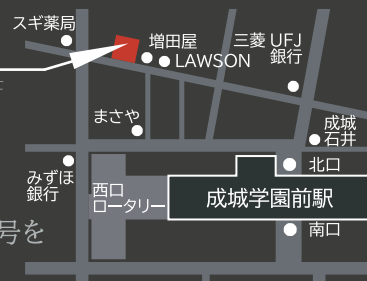 スギ薬局
増田屋
三菱 UFJ
銀行
LAWSON
まさや
成城
石井
みずほ
銀行
西口
ロータリー
北口
成城学園前駅
南口
号を